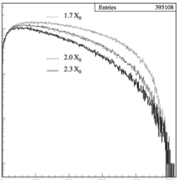 Entries 395108
1.7 X₀
2.0 X₀
2.3 X₀